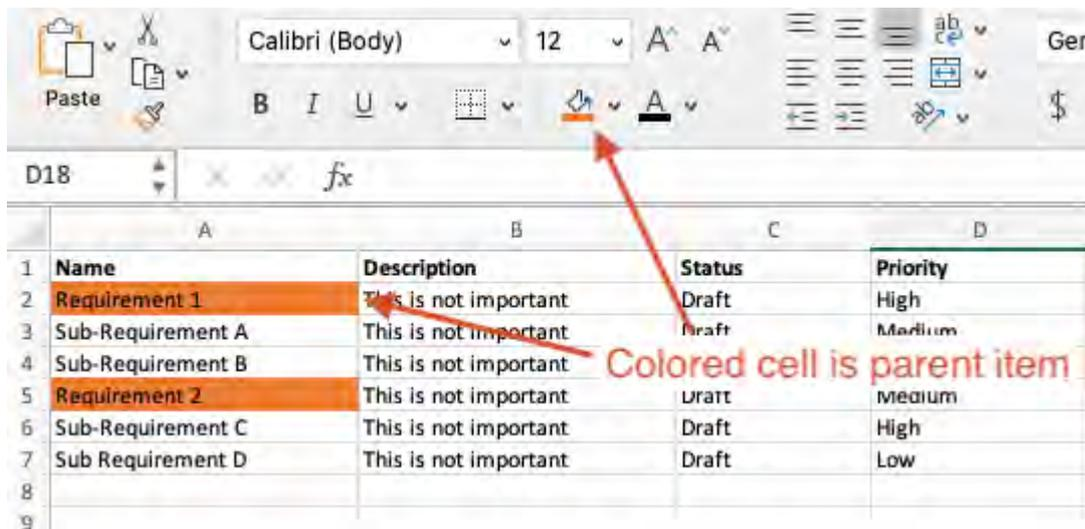 Calibri (Body) 12 A A ab
Paste B I U A Ger
$
D18 fx
A B C D
1 Name Description Status Priority
2 Requirement 1 This is not important Draft High
3 Sub-Requirement A This is not important Draft Medium
4 Sub-Requirement B This is not important
Colored cell is parent item
5 Requirement 2 This is not important Draft Medium
6 Sub-Requirement C This is not important Draft High
7 Sub Requirement D This is not important Draft Low
8
9